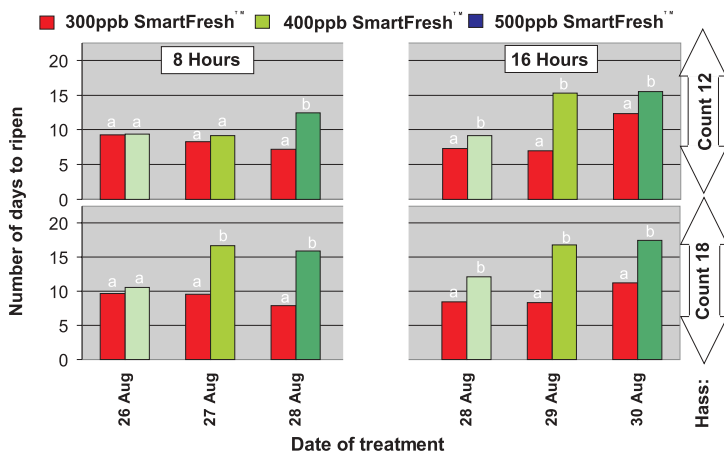 300ppb SmartFresh™ 400ppb SmartFresh™ 500ppb SmartFresh™
8 Hours
16 Hours
Number of days to ripen
20
15
10
5
0
a a a a a b
a b a b a b
Count 12
20
15
10
5
0
a a a b a b
a b a b a b
Count 18
Hass:
26 Aug
27 Aug
28 Aug
28 Aug
29 Aug
30 Aug
Date of treatment